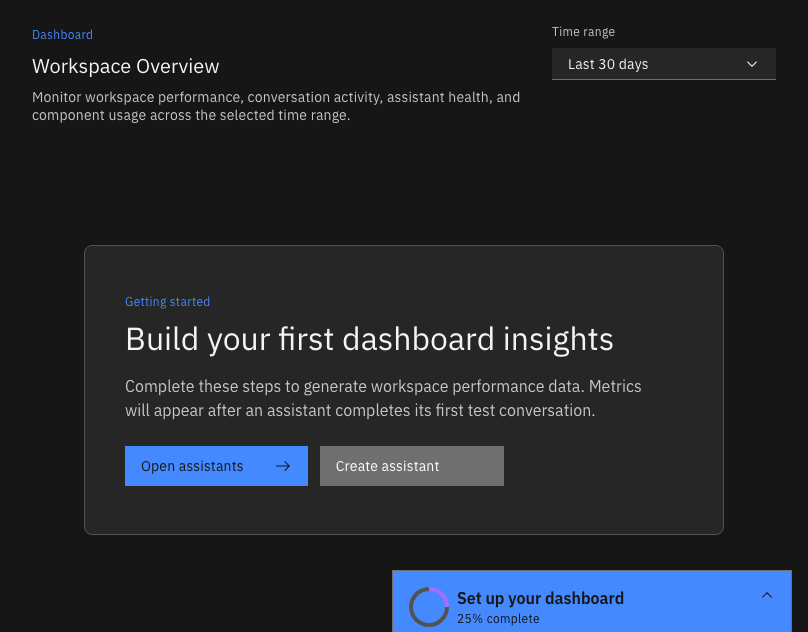 Dashboard
Workspace Overview
Monitor workspace performance, conversation activity, assistant health, and
component usage across the selected time range.
Time range
Last 30 days
Getting started
Build your first dashboard insights
Complete these steps to generate workspace performance data. Metrics
will appear after an assistant completes its first test conversation.
Open assistants
Create assistant
Set up your dashboard
25% complete